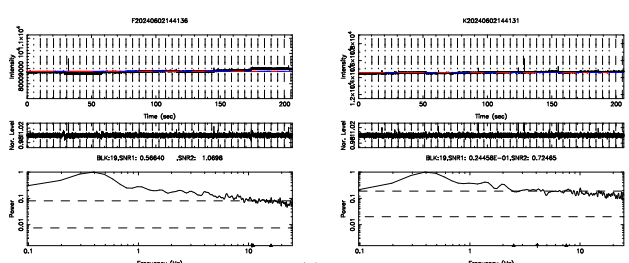 F20240602144136
K20240602144131
Intensity
Intensity
0
50
100
150
200
0
50
100
150
200
Time (sec)
Time (sec)
Nor. Level
Nor. Level
BLK:19,SNR1: 0.56640 ,SNR2: 1.0698
BLK:19,SNR1: 0.24458E-01,SNR2: 0.72465
Power
1
0.1
0.01
Power
1
0.1
0.01
0.1
1
10
0.1
1
10